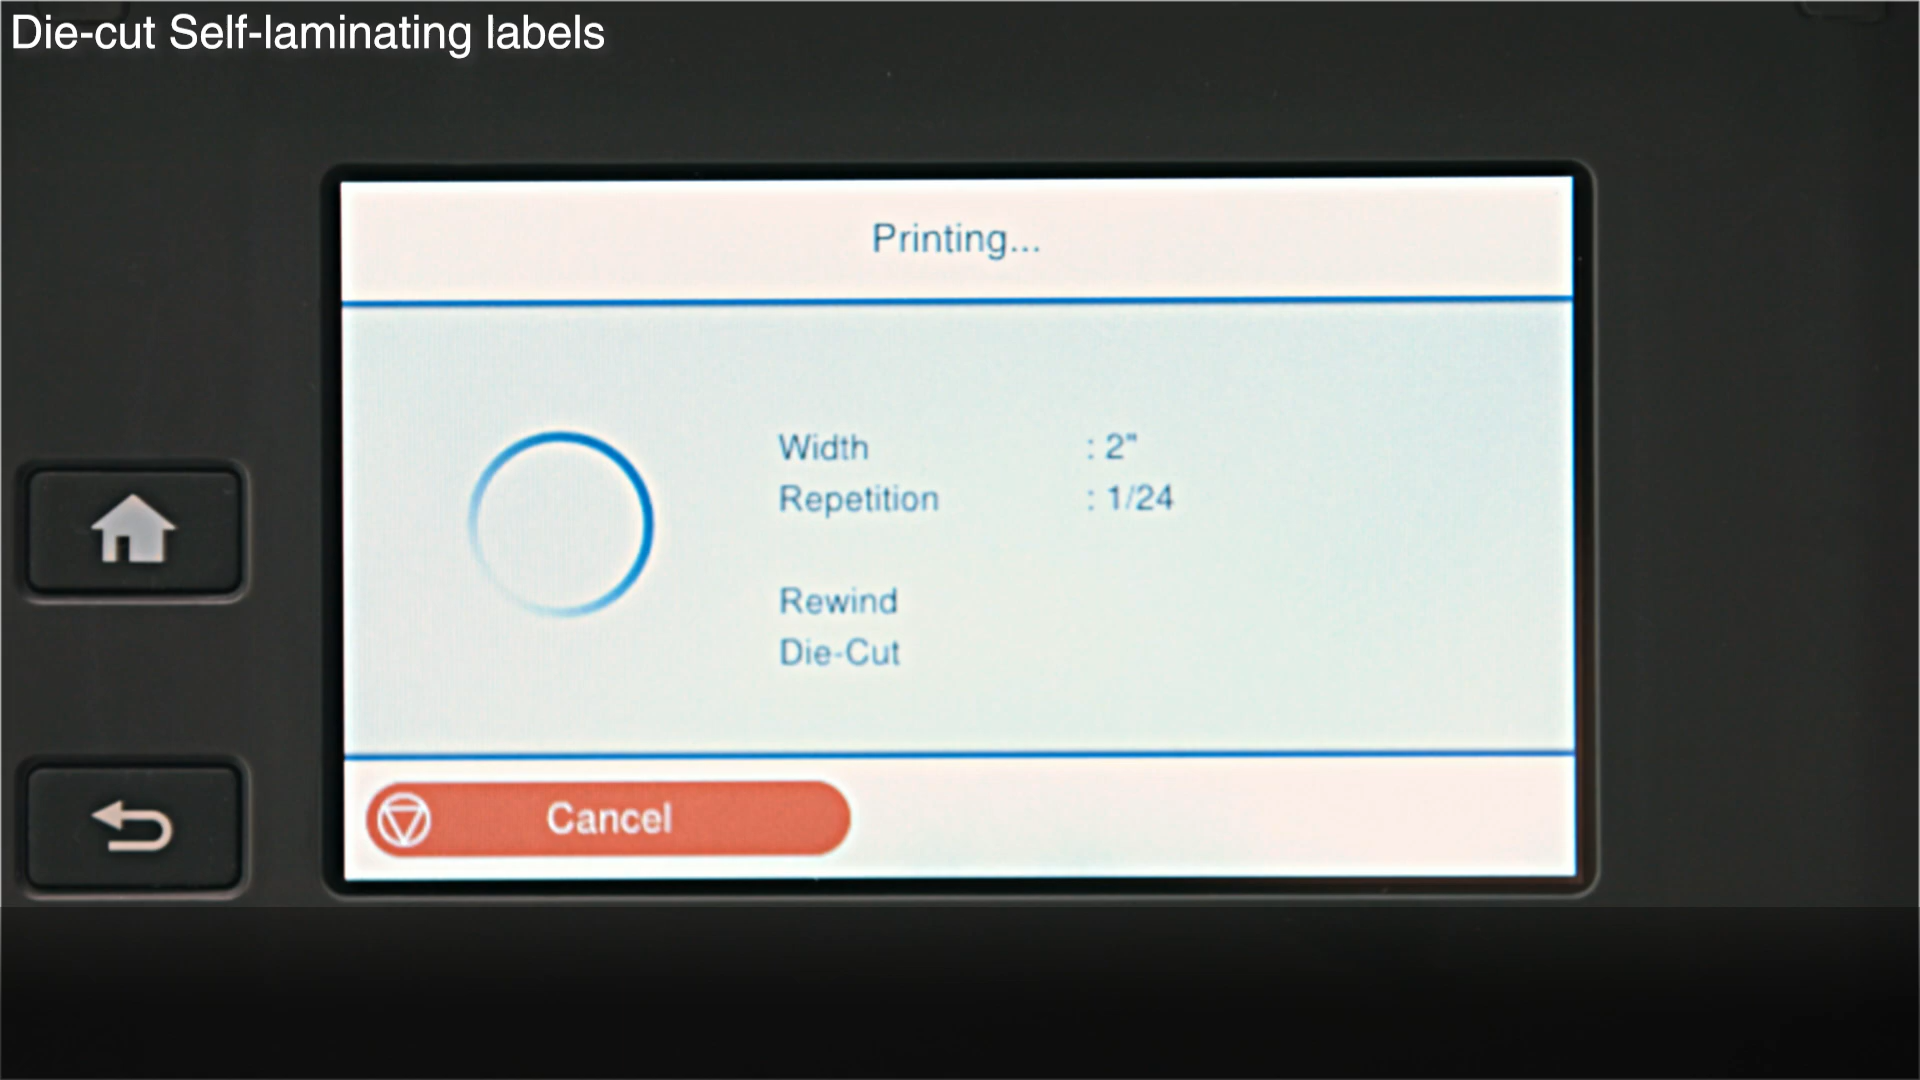 Die-cut Self-laminating labels
Printing...
Width : 2"
Repetition : 1/24
Rewind
Die-Cut
Cancel